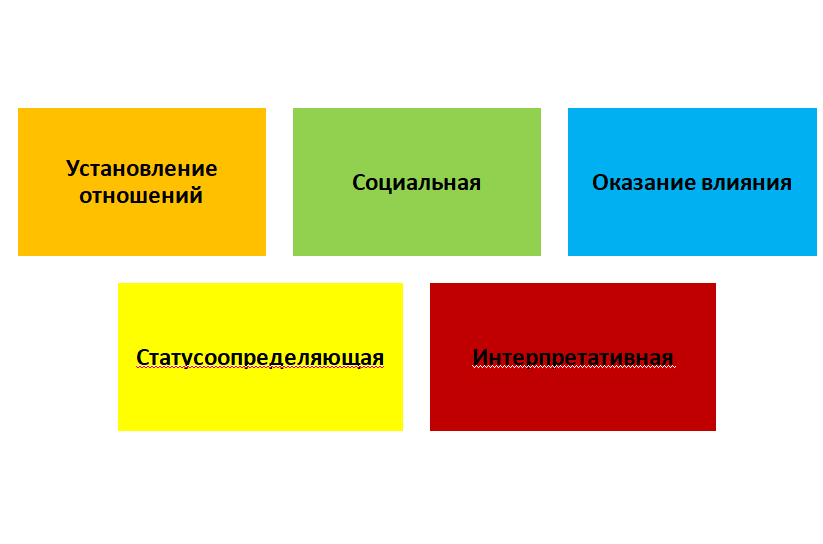 Установление
отношений
Социальная
Оказание влияния
Статусоопределяющая
Интерпретативная